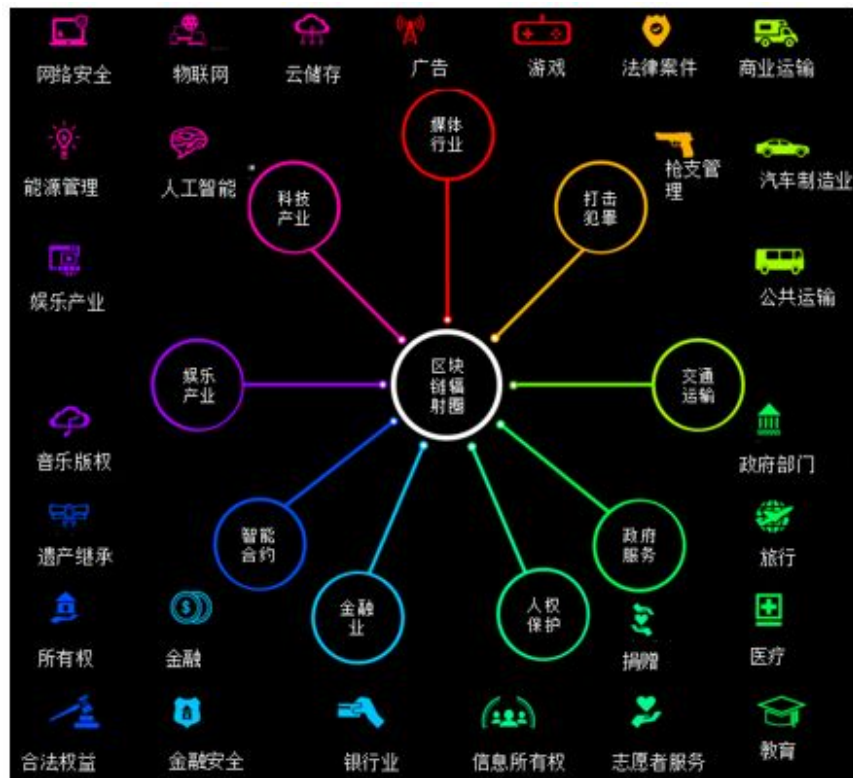 网络安全
物联网
云储存
广告
游戏
法律案件
商业运输
能源管理
人工智能
科技
产业
媒体
行业
打击
犯罪
枪支管
理
汽车制造业
娱乐产业
公共运输
娱乐
产业
区块
链辐
射圈
交通
运输
音乐版权
政府部门
遗产继承
智能
合约
政府
服务
旅行
所有权
金融
金融
业
人权
保护
捐赠
医疗
合法权益
金融安全
银行业
信息所有权
志愿者服务
教育